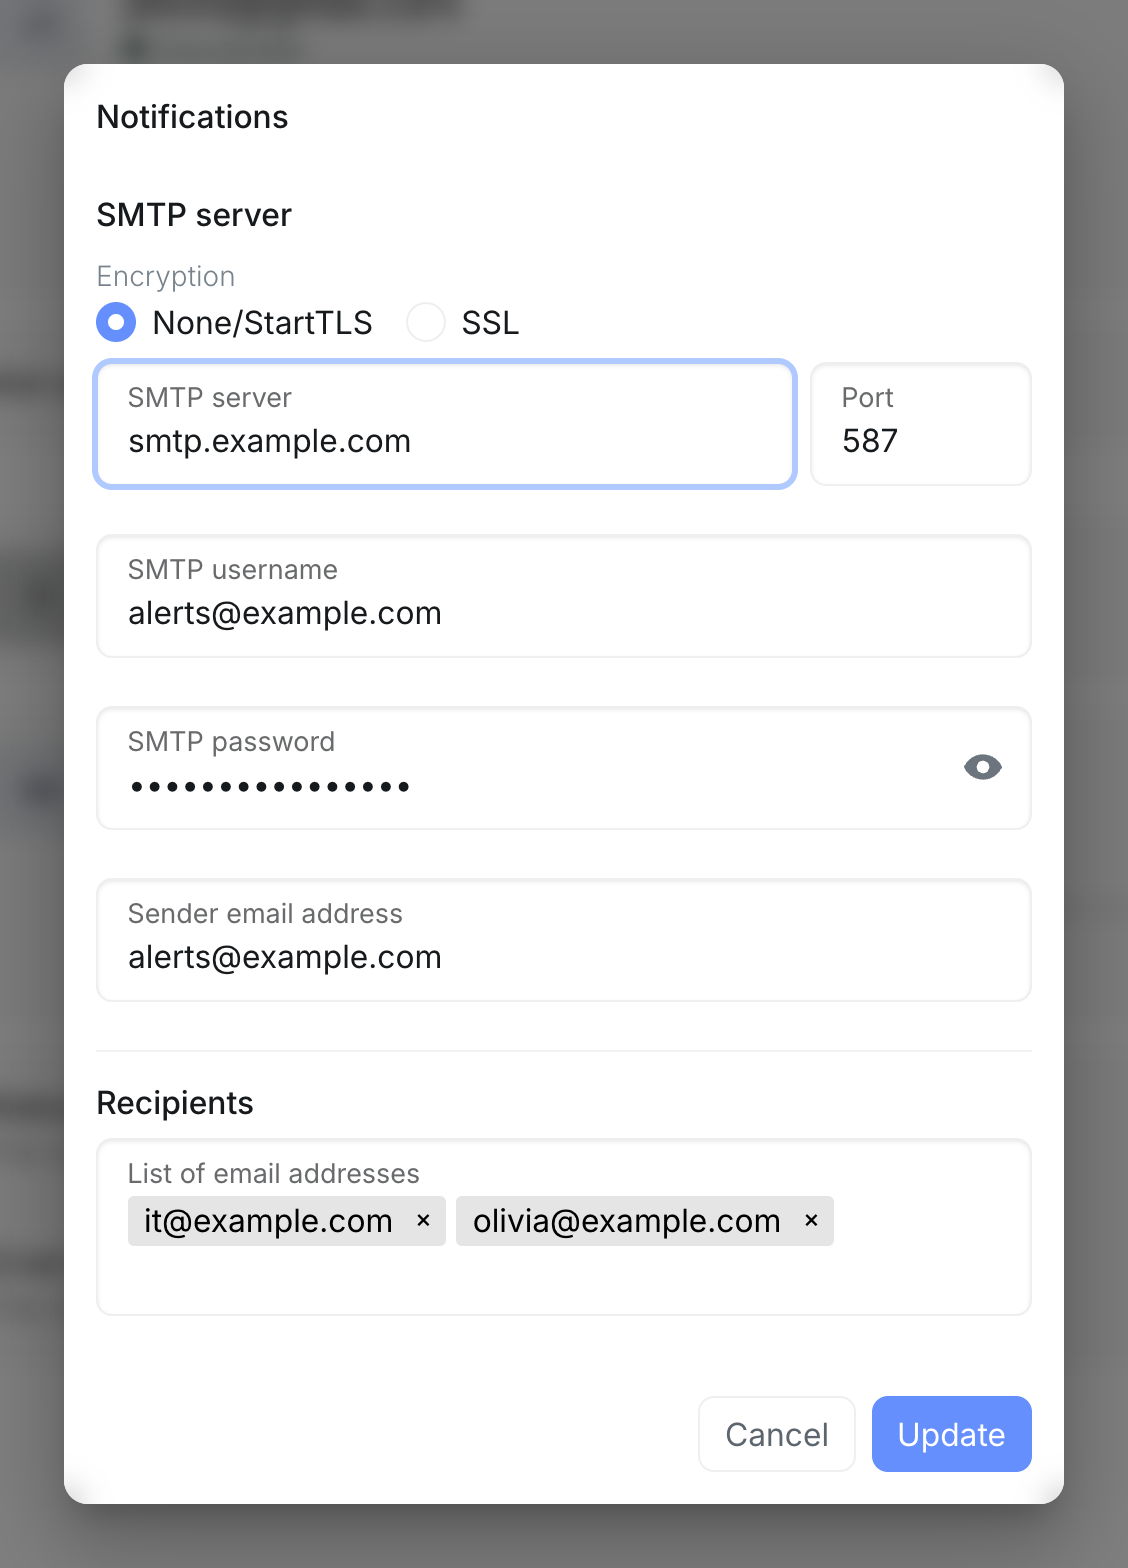 Notifications
SMTP server
Encryption
None/StartTLS SSL
SMTP server
smtp.example.com
Port
587
SMTP username
alerts@example.com
SMTP password
••••••••••••••••
Sender email address
alerts@example.com
Recipients
List of email addresses
it@example.com × olivia@example.com ×
Cancel Update